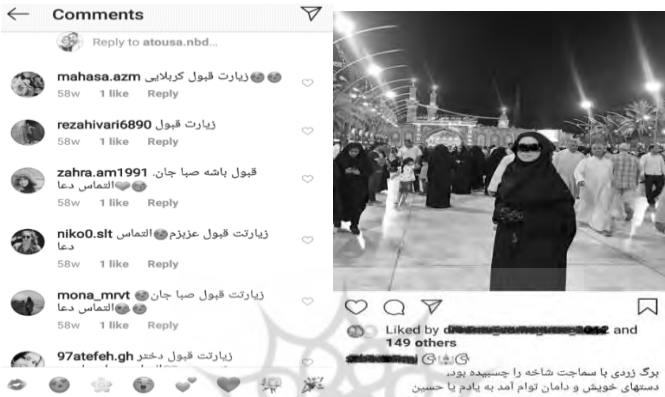 Comments
Reply to atousa.nbd...
mahasa.azm زیارت قبول کربلایی
58w 1 like Reply
rezahivari6890 زیارت قبول
58w 1 like Reply
zahra.am1991 قبول باشه صبا جان.
التماس دعا
58w 1 like Reply
niko0.slt زیارتت قبول عزیزم التماس
دعا
58w 1 like Reply
mona_mrvt زیارتت قبول صبا جان
التماس دعا
58w 1 like Reply
97atefeh.gh زیارتت قبول دختر
Liked by and
149 others
برگ زردی با سماجت شاخه را چسبیده بود،
دستهای خویش و دامان توام آمد به یادم یا حسین